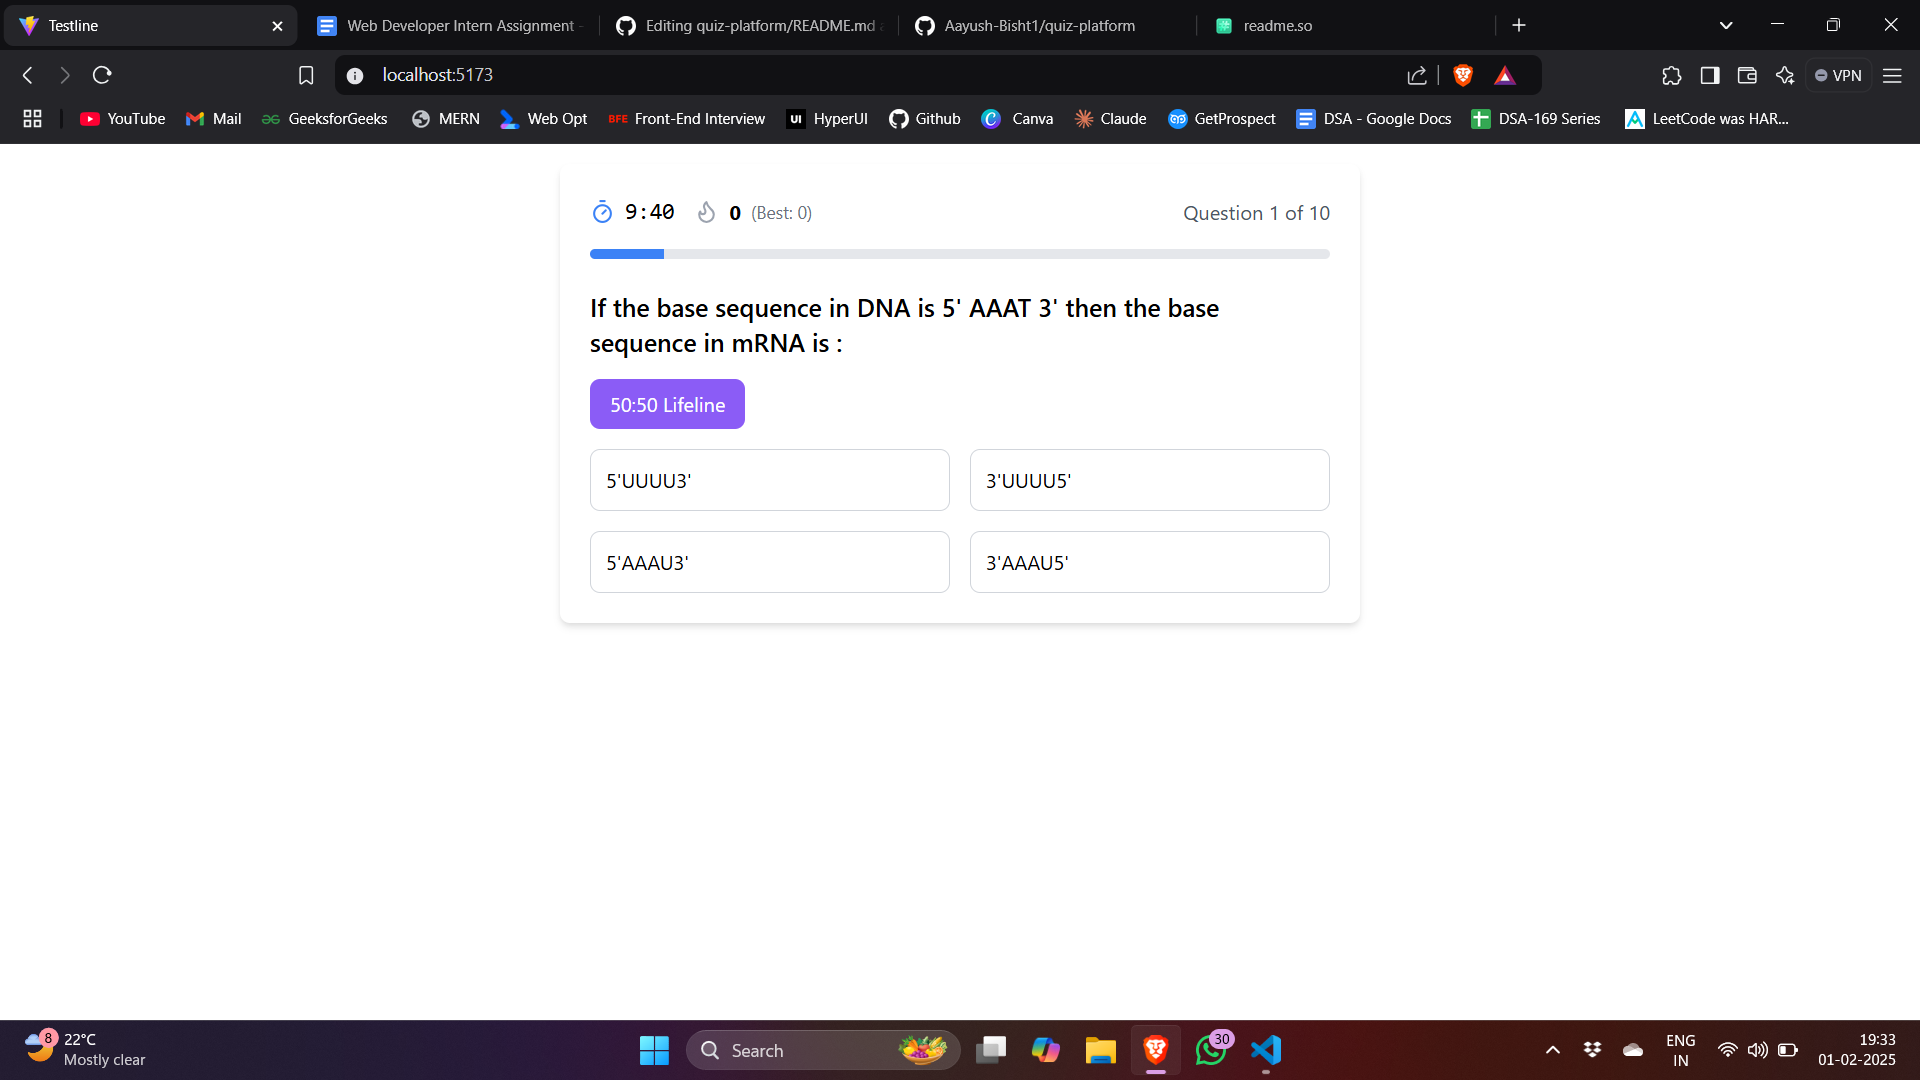 Testline
Web Developer Intern Assignment -
Editing quiz-platform/README.md a
Aayush-Bisht1/quiz-platform
readme.so
localhost:5173
VPN
YouTube
Mail
GeeksforGeeks
MERN
Web Opt
BFE Front-End Interview
UI HyperUI
Github
Canva
Claude
GetProspect
DSA - Google Docs
DSA-169 Series
LeetCode was HAR...
9:40 0 (Best: 0) Question 1 of 10
If the base sequence in DNA is 5' AAAT 3' then the base
sequence in mRNA is :
50:50 Lifeline
5'UUUU3'
3'UUUU5'
5'AAAU3'
3'AAAU5'
8
22°C
Mostly clear
Search
30
ENG
IN
19:33
01-02-2025